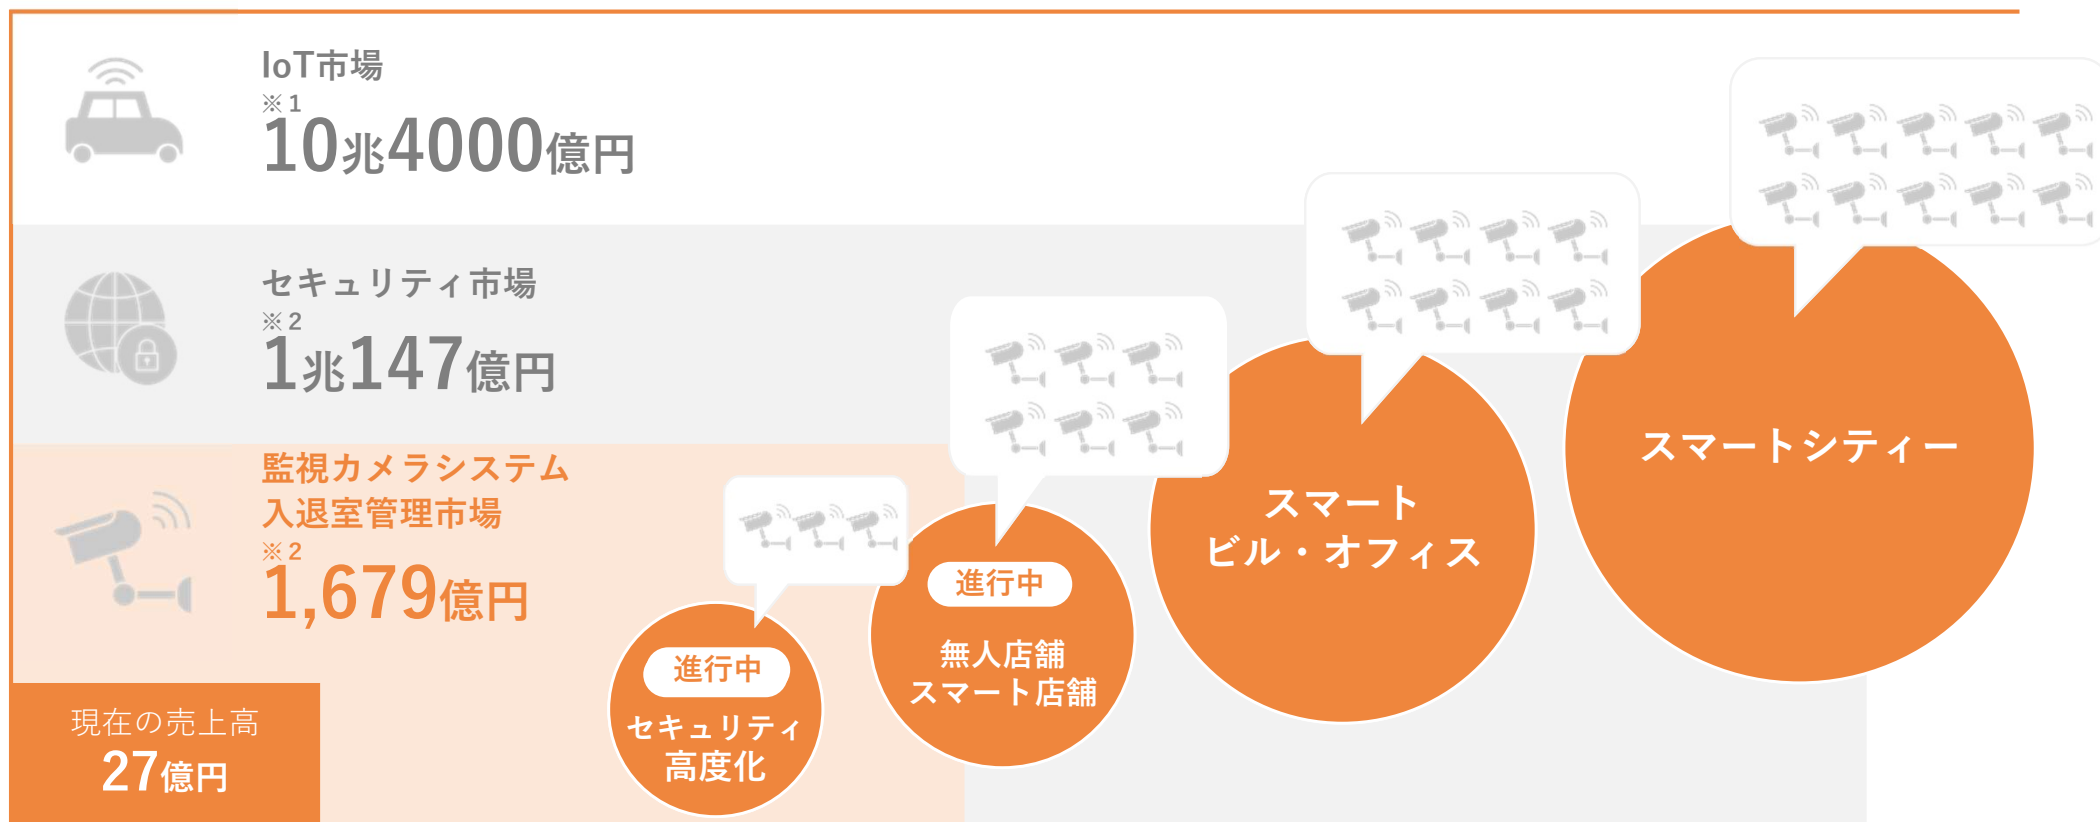 IoT市場
※1
10兆4000億円
セキュリティ市場
※2
1兆147億円
監視カメラシステム
入退室管理市場
※2
1,679億円
現在の売上高
27億円
進行中
セキュリティ
高度化
進行中
無人店舗
スマート店舗
スマート
ビル・オフィス
スマートシティー